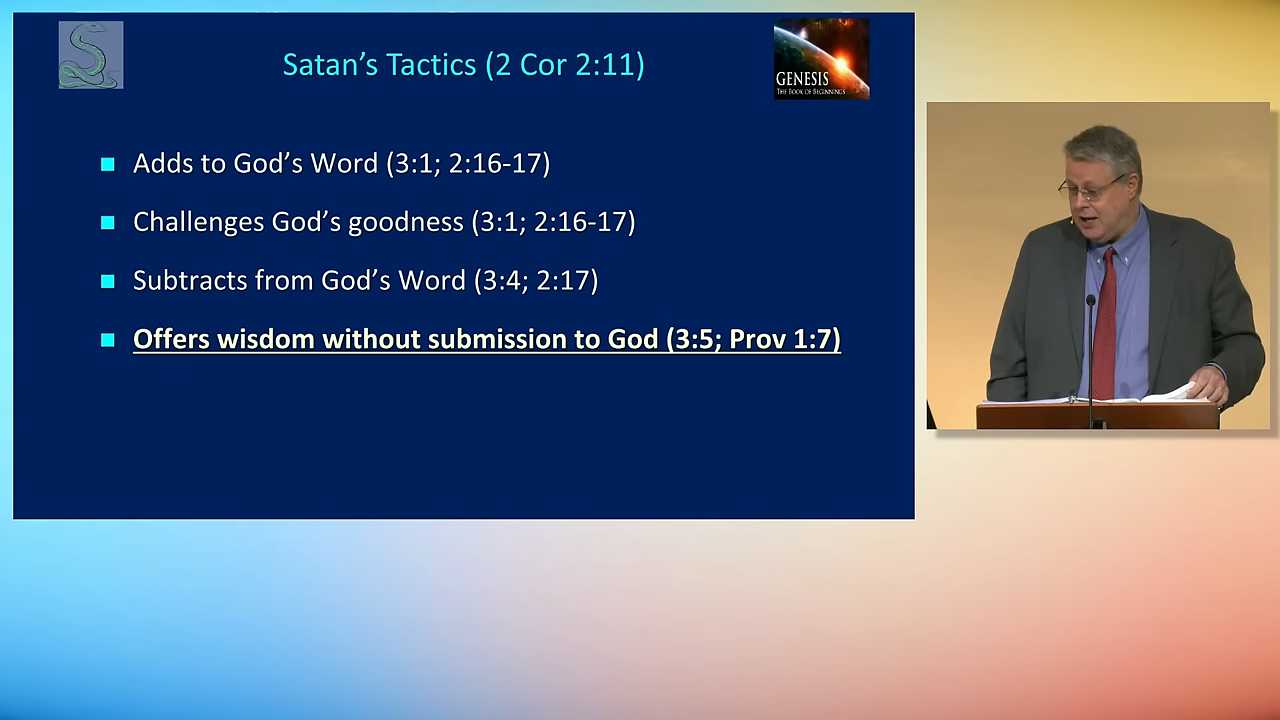 Satan’s Tactics (2 Cor 2:11)
GENESIS
THE BOOK OF BEGINNINGS
Adds to God’s Word (3:1; 2:16-17)
Challenges God’s goodness (3:1; 2:16-17)
Subtracts from God’s Word (3:4; 2:17)
Offers wisdom without submission to God (3:5; Prov 1:7)